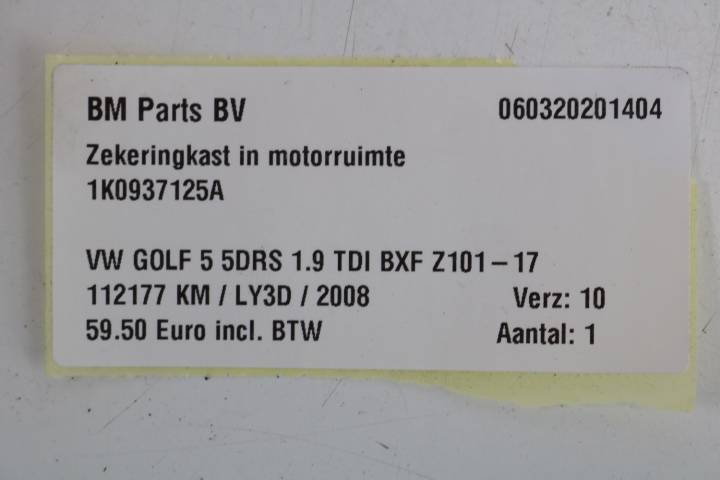 BM Parts BV 060320201404
Zekeringkast in motorruimte
1K0937125A
VW GOLF 5 5DRS 1.9 TDI BXF Z101-17
112177 KM / LY3D / 2008 Verz: 10
59.50 Euro incl. BTW Aantal: 1